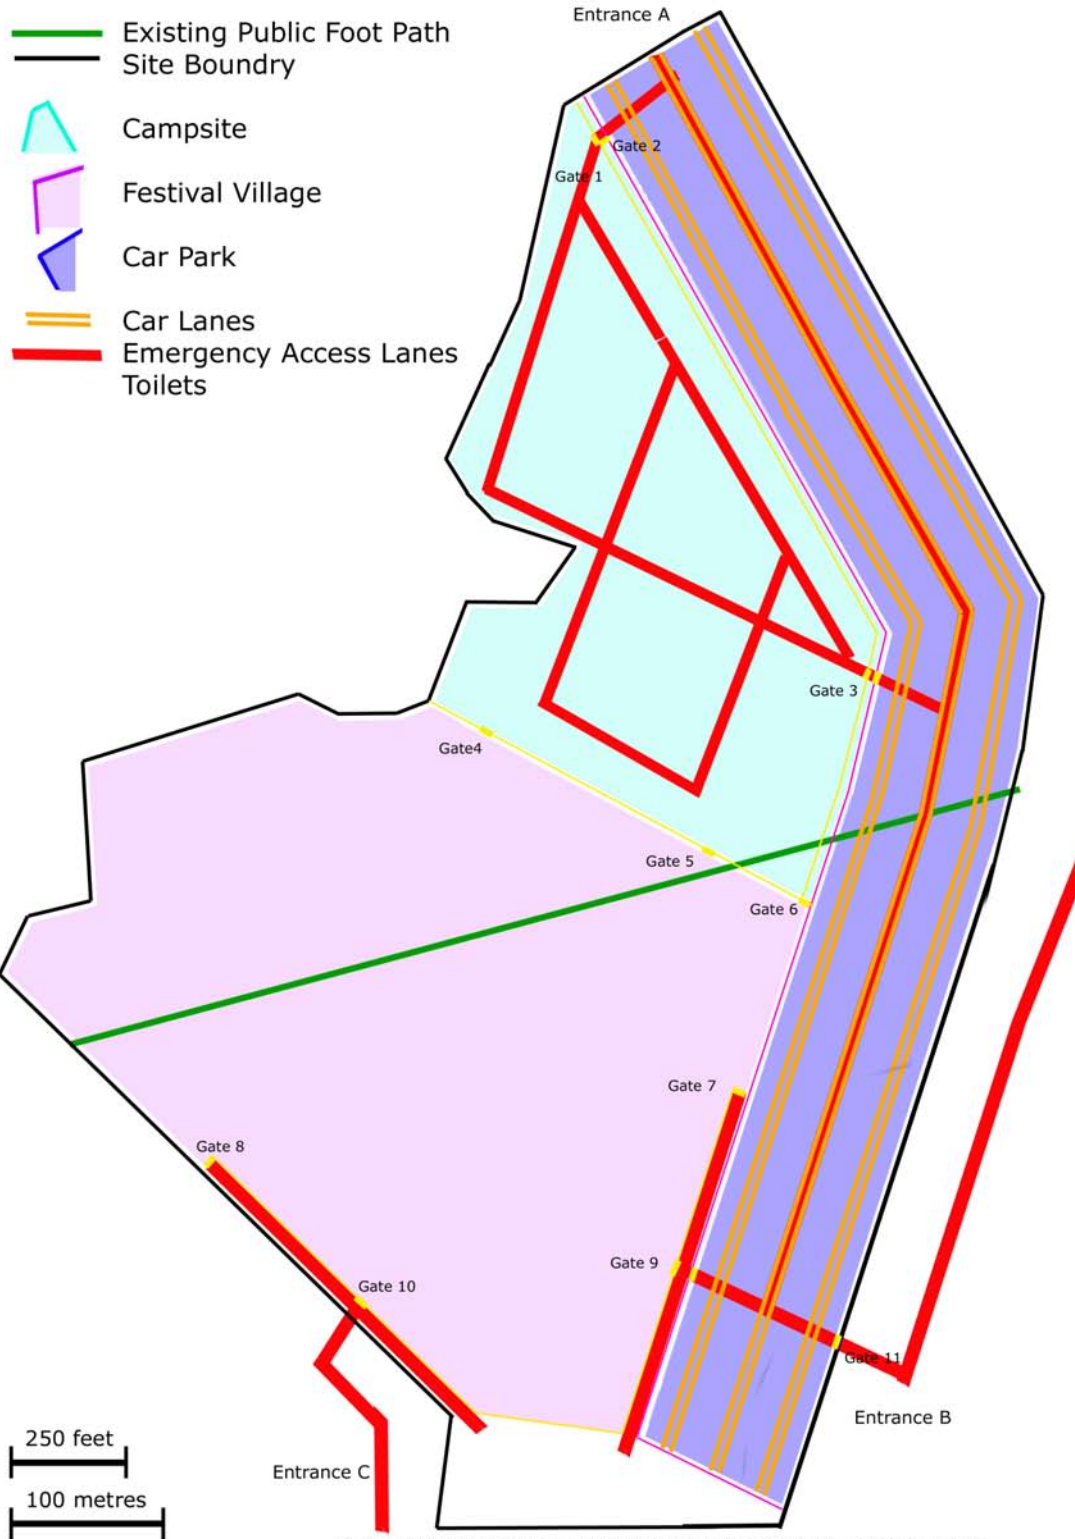 Entrance A
Existing Public Foot Path
Site Boundry
Campsite
Festival Village
Car Park
Car Lanes
Emergency Access Lanes
Toilets
Gate 2
Gate 1
Gate 3
Gate4
Gate 5
Gate 6
Gate 7
Gate 8
Gate 9
Gate 10
Gate 11
Entrance B
250 feet
Entrance C
100 metres